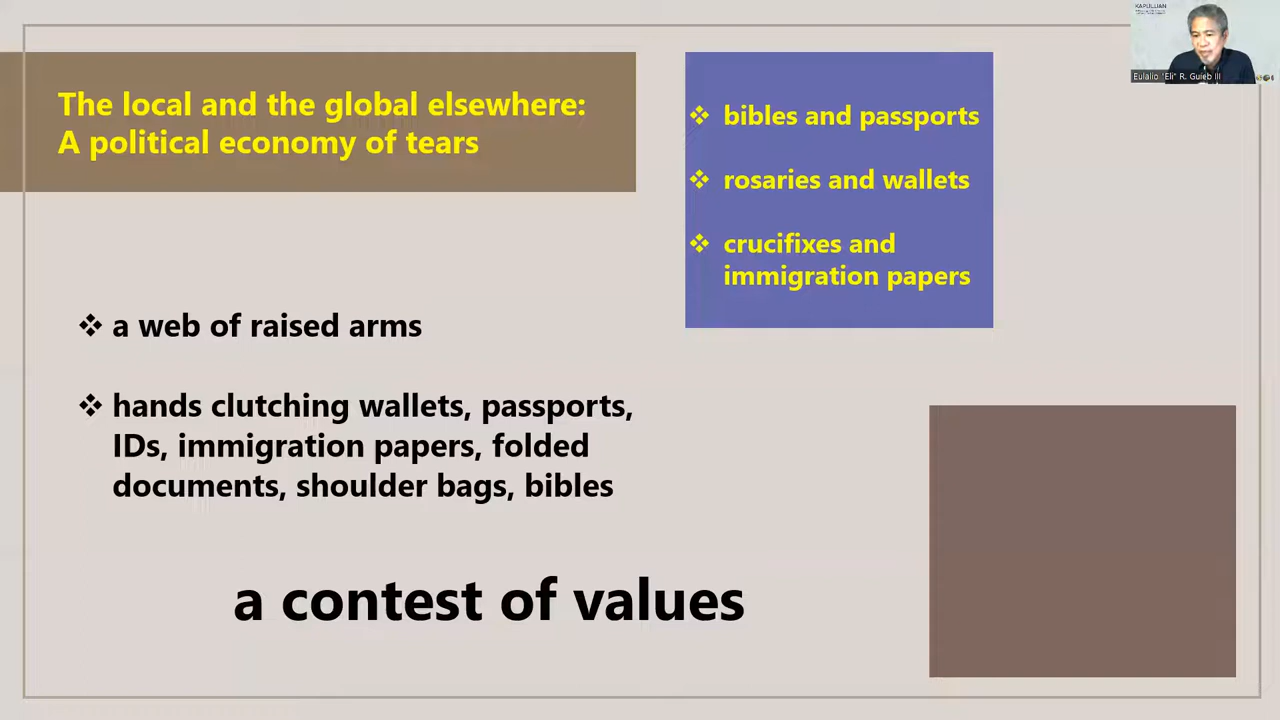 The local and the global elsewhere:
A political economy of tears
❖ bibles and passports
❖ rosaries and wallets
❖ crucifixes and
immigration papers
❖ a web of raised arms
❖ hands clutching wallets, passports,
IDs, immigration papers, folded
documents, shoulder bags, bibles
a contest of values
KAPULUAN
Eulalio "Eli" R. Guieb III